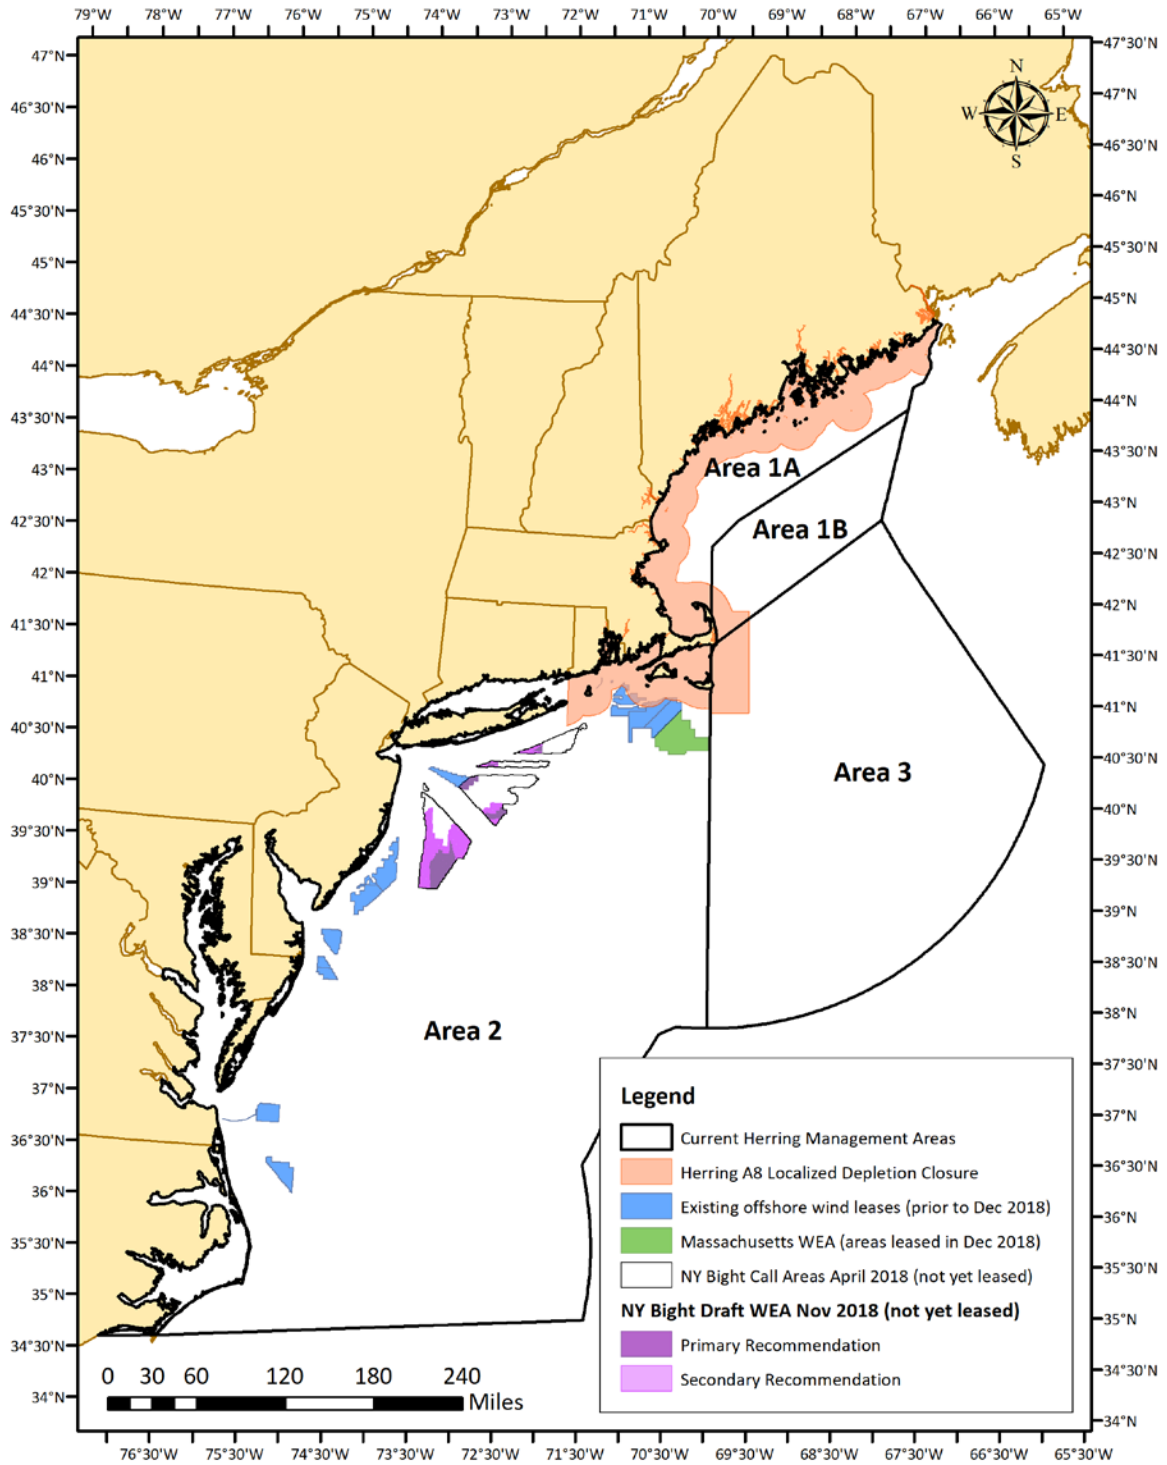 79°W 78°W 77°W 76°W 75°W 74°W 73°W 72°W 71°W 70°W 69°W 68°W 67°W 66°W 65°W
47°N
46°30'N
46°N
45°30'N
45°N
44°30'N
44°N
43°30'N
43°N
42°30'N
42°N
41°30'N
41°N
40°30'N
40°N
39°30'N
39°N
38°30'N
38°N
37°30'N
37°N
36°30'N
36°N
35°30'N
35°N
34°30'N
34°N
47°30'N
47°N
46°30'N
46°N
45°30'N
45°N
44°30'N
44°N
43°30'N
43°N
42°30'N
42°N
41°30'N
41°N
40°30'N
40°N
39°30'N
39°N
38°30'N
38°N
37°30'N
37°N
36°30'N
36°N
35°30'N
35°N
34°30'N
34°N
N
W E
S
Area 1A
Area 1B
Area 3
Area 2
Legend
Current Herring Management Areas
Herring A8 Localized Depletion Closure
Existing offshore wind leases (prior to Dec 2018)
Massachusetts WEA (areas leased in Dec 2018)
NY Bight Call Areas April 2018 (not yet leased)
NY Bight Draft WEA Nov 2018 (not yet leased)
Primary Recommendation
Secondary Recommendation
0 30 60 120 180 240
Miles
76°30'W 75°30'W 74°30'W 73°30'W 72°30'W 71°30'W 70°30'W 69°30'W 68°30'W 67°30'W 66°30'W 65°30'W